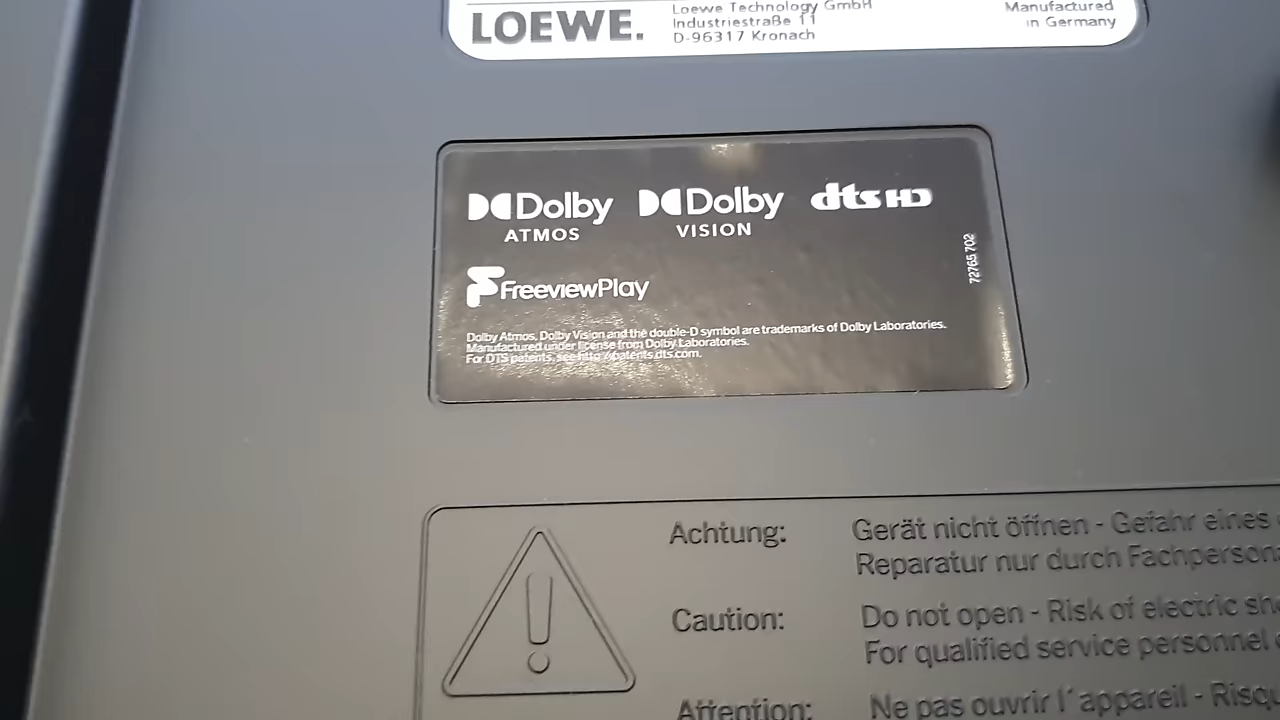 LOEWE.
Loewe Technology GmbH
Industriestraße 11
D-96317 Kronach
Manufactured
in Germany
Dolby
ATMOS
Dolby
VISION
dts HD
FreeviewPlay
72765 702
Dolby Atmos, Dolby Vision and the double-D symbol are trademarks of Dolby Laboratories.
Manufactured under license from Dolby Laboratories.
For DTS patents, see http://patents.dts.com.
Achtung: Gerät nicht öffnen - Gefahr eines
Reparatur nur durch
Caution: Do not open - Risk of electric
For qualified service personnel
Attention: Ne pas ouvrir l´appareil -